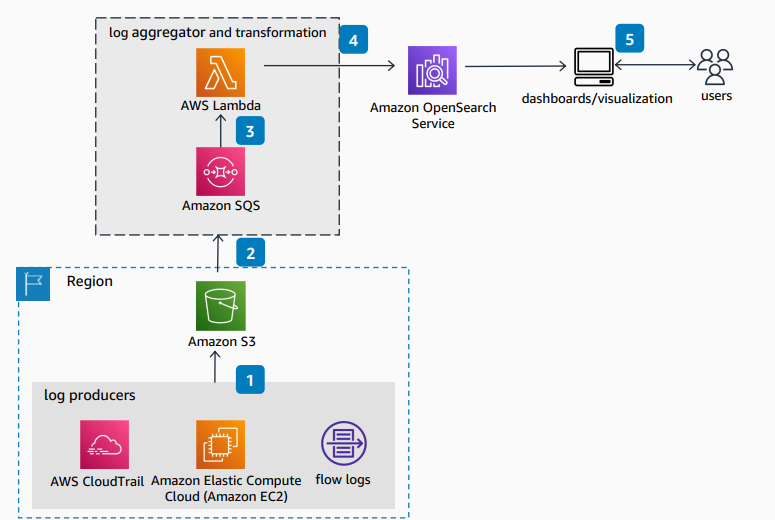 log aggregator and transformation
4
5
AWS Lambda
Amazon OpenSearch
Service
dashboards/visualization
users
3
Amazon SQS
2
Region
Amazon S3
1
log producers
AWS CloudTrail
Amazon Elastic Compute
Cloud (Amazon EC2)
flow logs